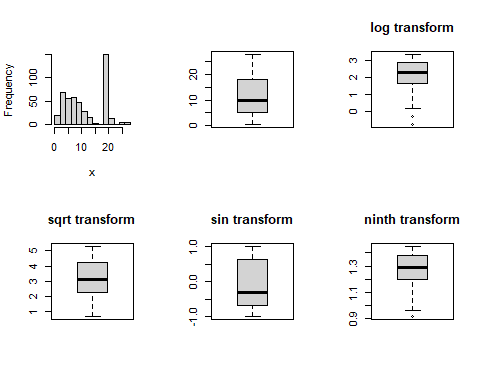 log transform
Frequency
0 50 100
0 10 20
x
0 10 20
0 1 2 3
sqrt transform
sin transform
ninth transform
1 2 3 4 5
-1.0 0.0 1.0
0.9 1.1 1.3